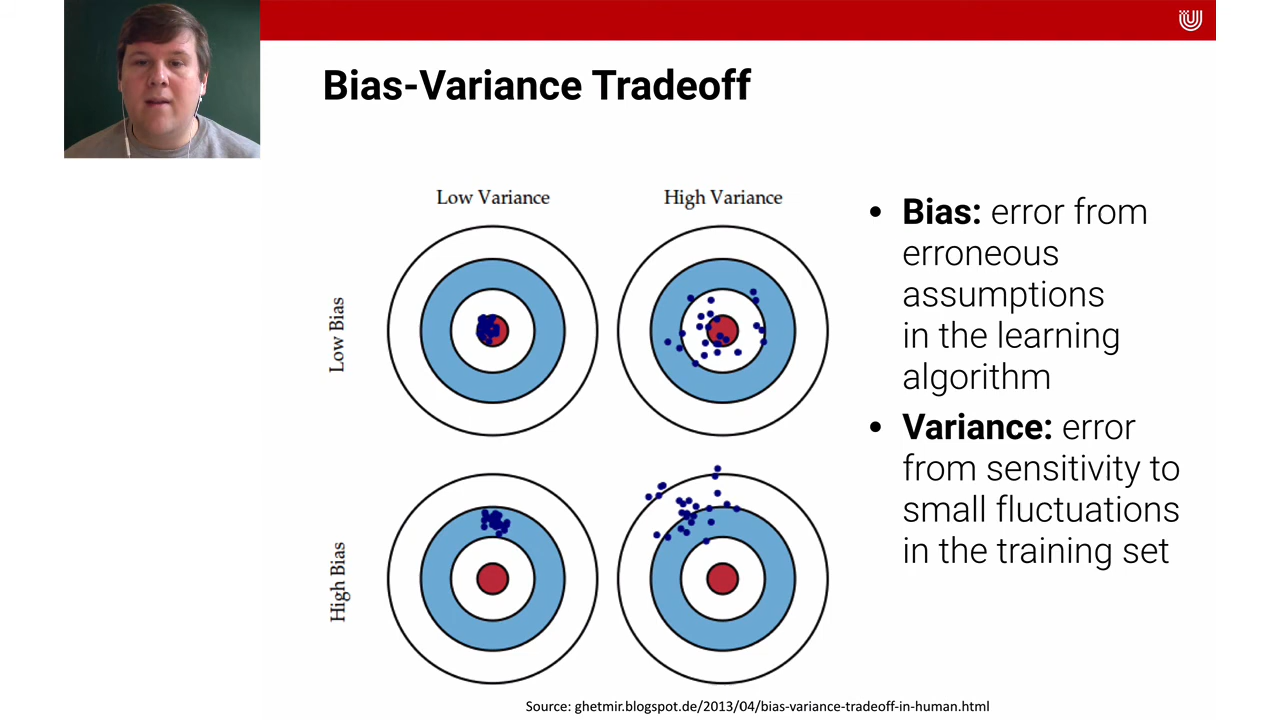 Bias-Variance Tradeoff
Low Variance
High Variance
Low Bias
High Bias
• Bias: error from
erroneous
assumptions
in the learning
algorithm
• Variance: error
from sensitivity to
small fluctuations
in the training set
Source: ghetmir.blogspot.de/2013/04/bias-variance-tradeoff-in-human.html